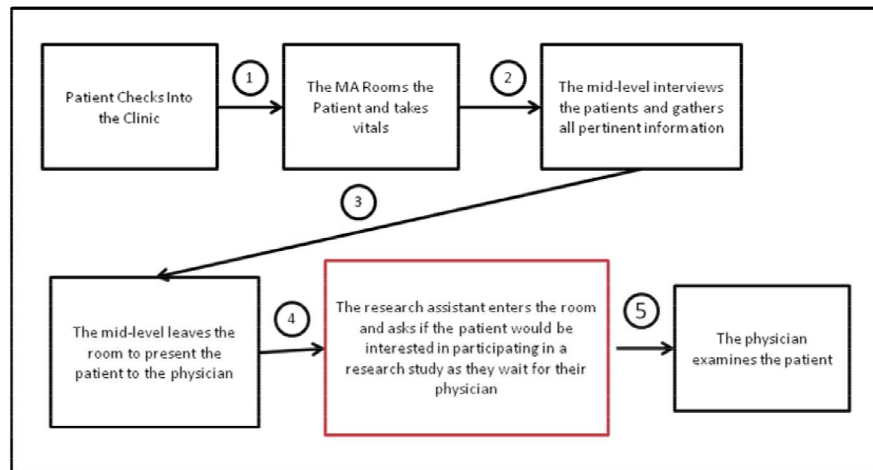 Patient Checks Into
the Clinic
1
The MA Rooms the
Patient and takes
vitals
2
The mid-level interviews
the patients and gathers
all pertinent information
3
The mid-level leaves the
room to present the
patient to the physician
4
The research assistant enters the room
and asks if the patient would be
interested in participating in a
research study as they wait for their
physician
5
The physician
examines the patient